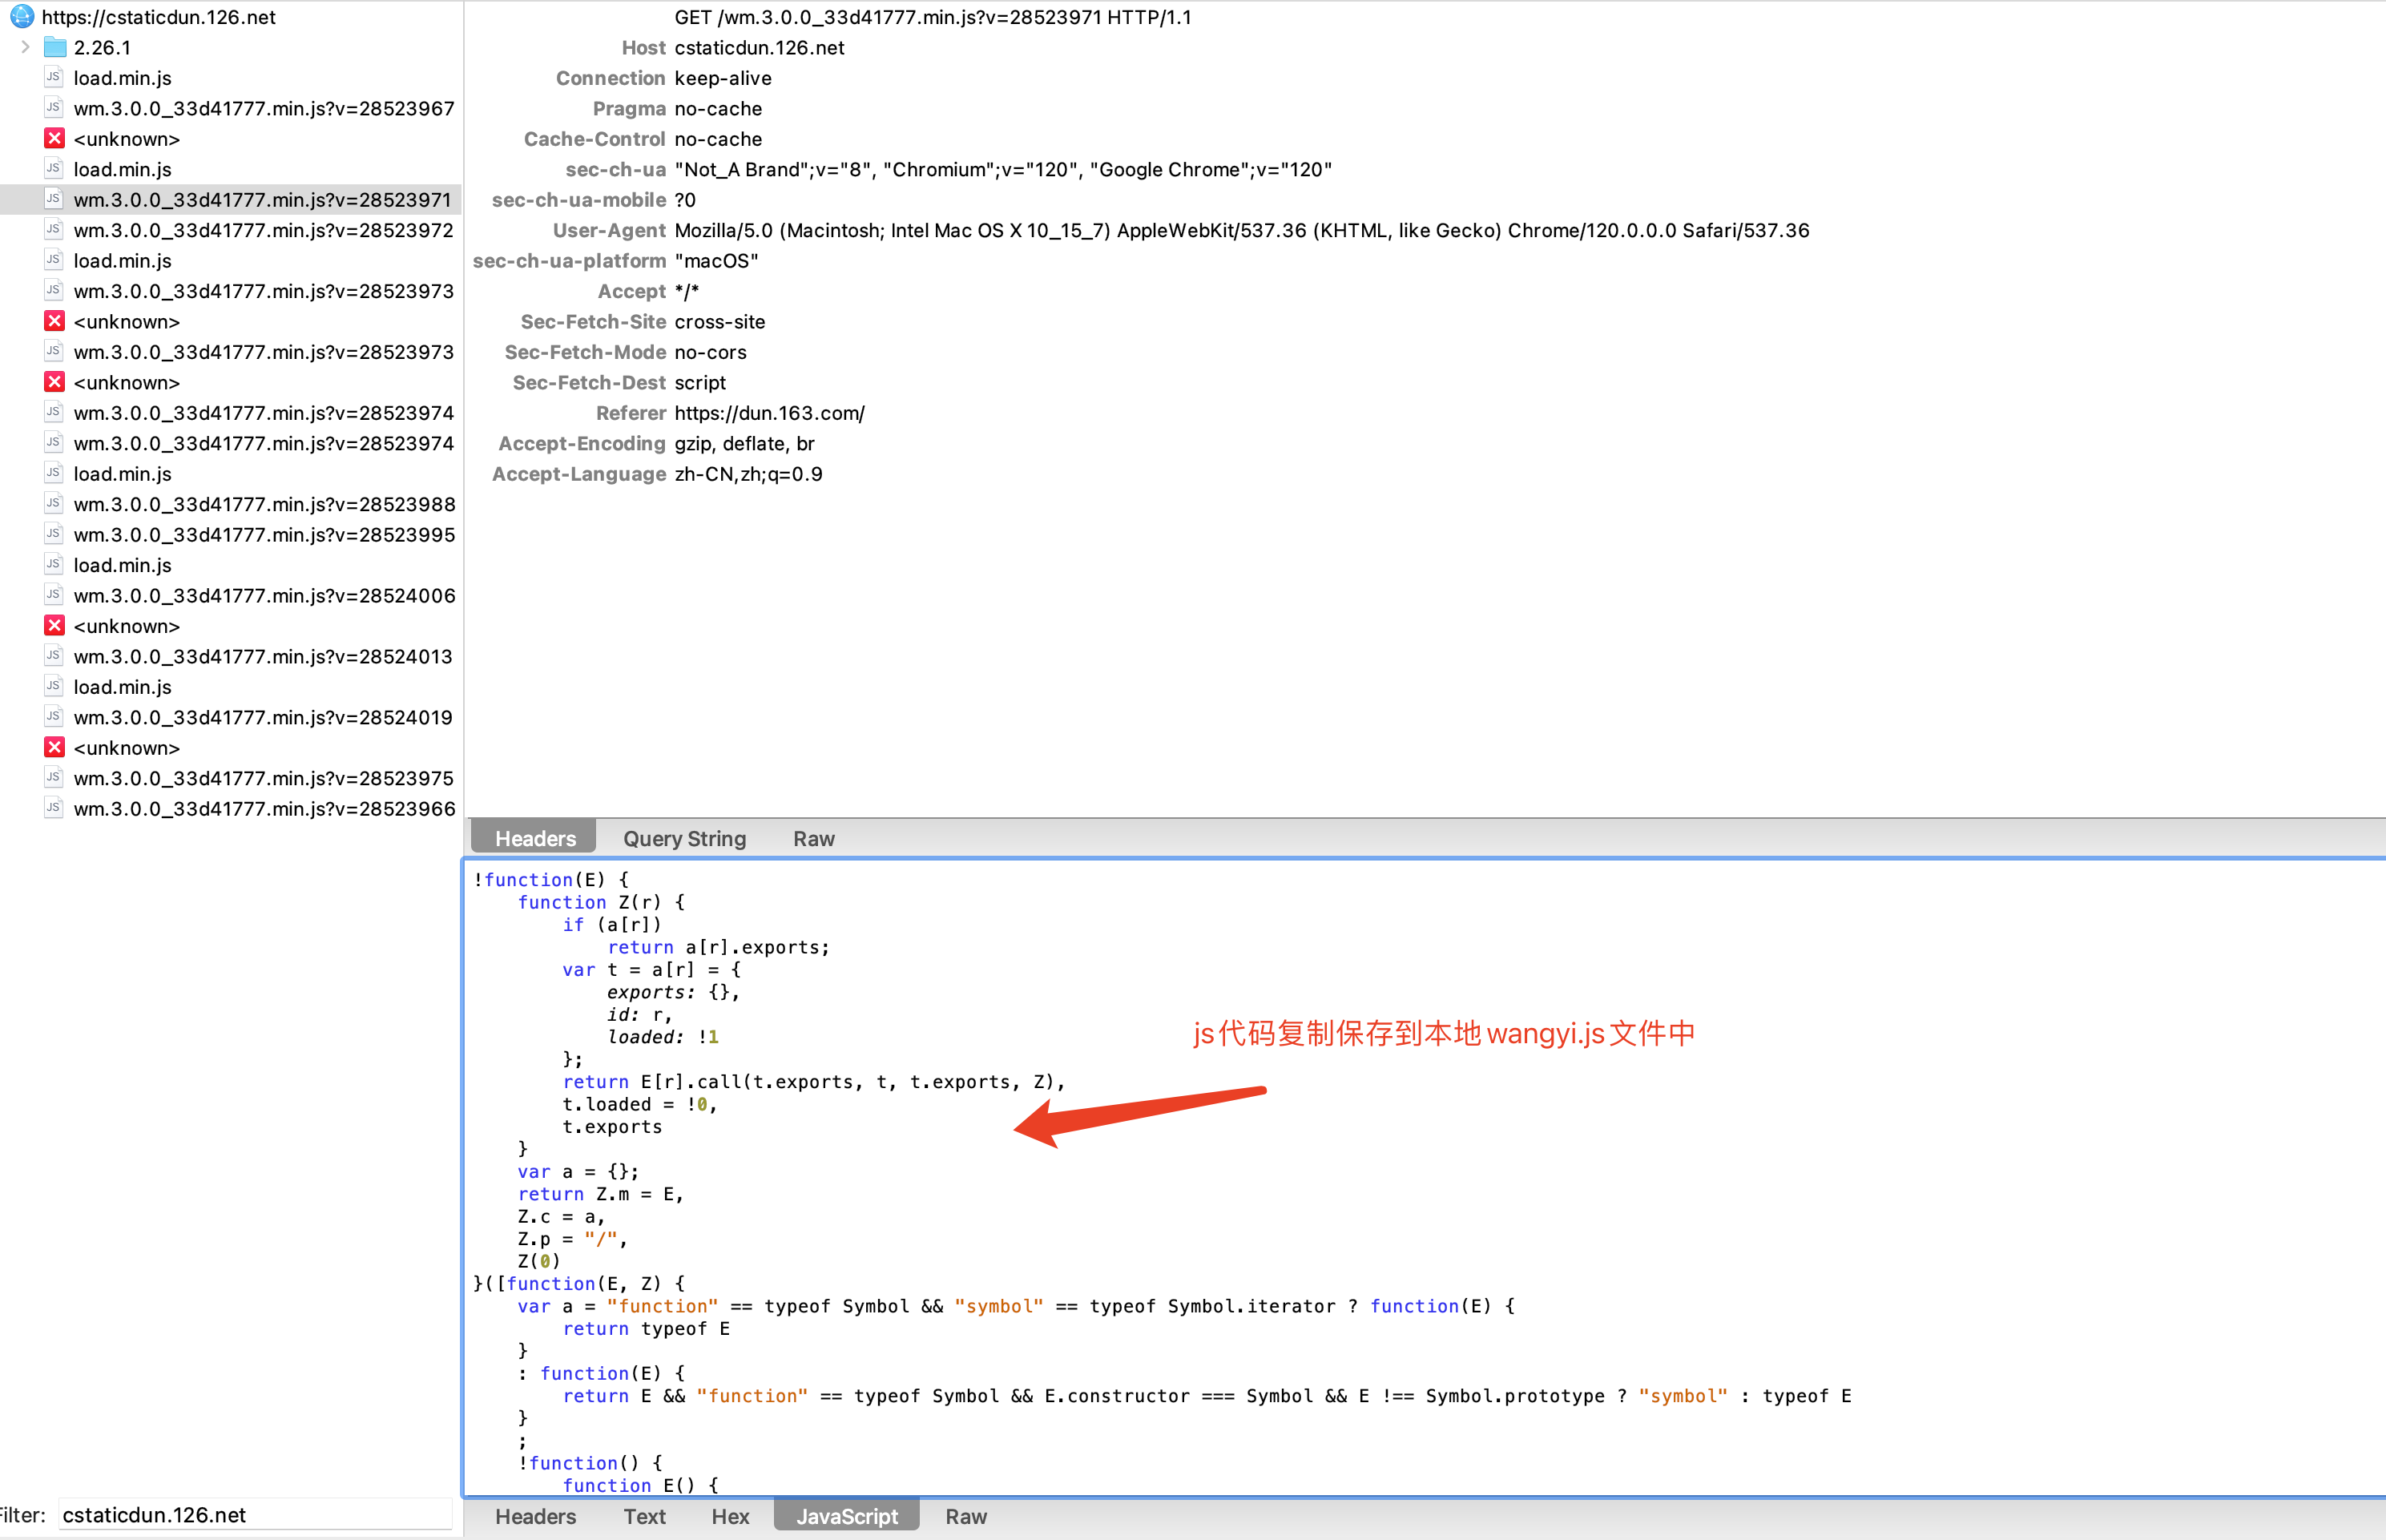 https://cstaticdun.126.net
2.26.1
load.min.js
wm.3.0.0_33d41777.min.js?v=28523967
<unknown>
load.min.js
wm.3.0.0_33d41777.min.js?v=28523971
wm.3.0.0_33d41777.min.js?v=28523972
load.min.js
wm.3.0.0_33d41777.min.js?v=28523973
<unknown>
wm.3.0.0_33d41777.min.js?v=28523973
<unknown>
wm.3.0.0_33d41777.min.js?v=28523974
wm.3.0.0_33d41777.min.js?v=28523974
load.min.js
wm.3.0.0_33d41777.min.js?v=28523988
wm.3.0.0_33d41777.min.js?v=28523995
load.min.js
wm.3.0.0_33d41777.min.js?v=28524006
<unknown>
wm.3.0.0_33d41777.min.js?v=28524013
load.min.js
wm.3.0.0_33d41777.min.js?v=28524019
<unknown>
wm.3.0.0_33d41777.min.js?v=28523975
wm.3.0.0_33d41777.min.js?v=28523966
Filter: cstaticdun.126.net
GET /wm.3.0.0_33d41777.min.js?v=28523971 HTTP/1.1
Host cstaticdun.126.net
Connection keep-alive
Pragma no-cache
Cache-Control no-cache
sec-ch-ua "Not_A Brand";v="8", "Chromium";v="120", "Google Chrome";v="120"
sec-ch-ua-mobile ?0
User-Agent Mozilla/5.0 (Macintosh; Intel Mac OS X 10_15_7) AppleWebKit/537.36 (KHTML, like Gecko) Chrome/120.0.0.0 Safari/537.36
sec-ch-ua-platform "macOS"
Accept */*
Sec-Fetch-Site cross-site
Sec-Fetch-Mode no-cors
Sec-Fetch-Dest script
Referer https://dun.163.com/
Accept-Encoding gzip, deflate, br
Accept-Language zh-CN,zh;q=0.9
Headers Query String Raw
!function(E) {
function Z(r) {
if (a[r])
return a[r].exports;
var t = a[r] = {
exports: {},
id: r,
loaded: !1
};
return E[r].call(t.exports, t, t.exports, Z),
t.loaded = !0,
t.exports
}
var a = {};
return Z.m = E,
Z.c = a,
Z.p = "/",
Z(0)
}([function(E, Z) {
var a = "function" == typeof Symbol && "symbol" == typeof Symbol.iterator ? function(E) {
return typeof E
}
: function(E) {
return E && "function" == typeof Symbol && E.constructor === Symbol && E !== Symbol.prototype ? "symbol" : typeof E
}
;
!function() {
function E() {
js代码复制保存到本地wangyi.js文件中
Headers Text Hex JavaScript Raw